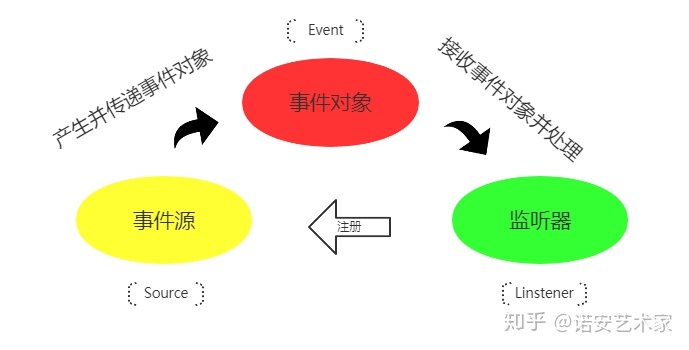 Event
产生并传递事件对象
事件对象
接收事件对象并处理
事件源
注册
监听器
Source
Linstener
知乎 @诺安艺术家